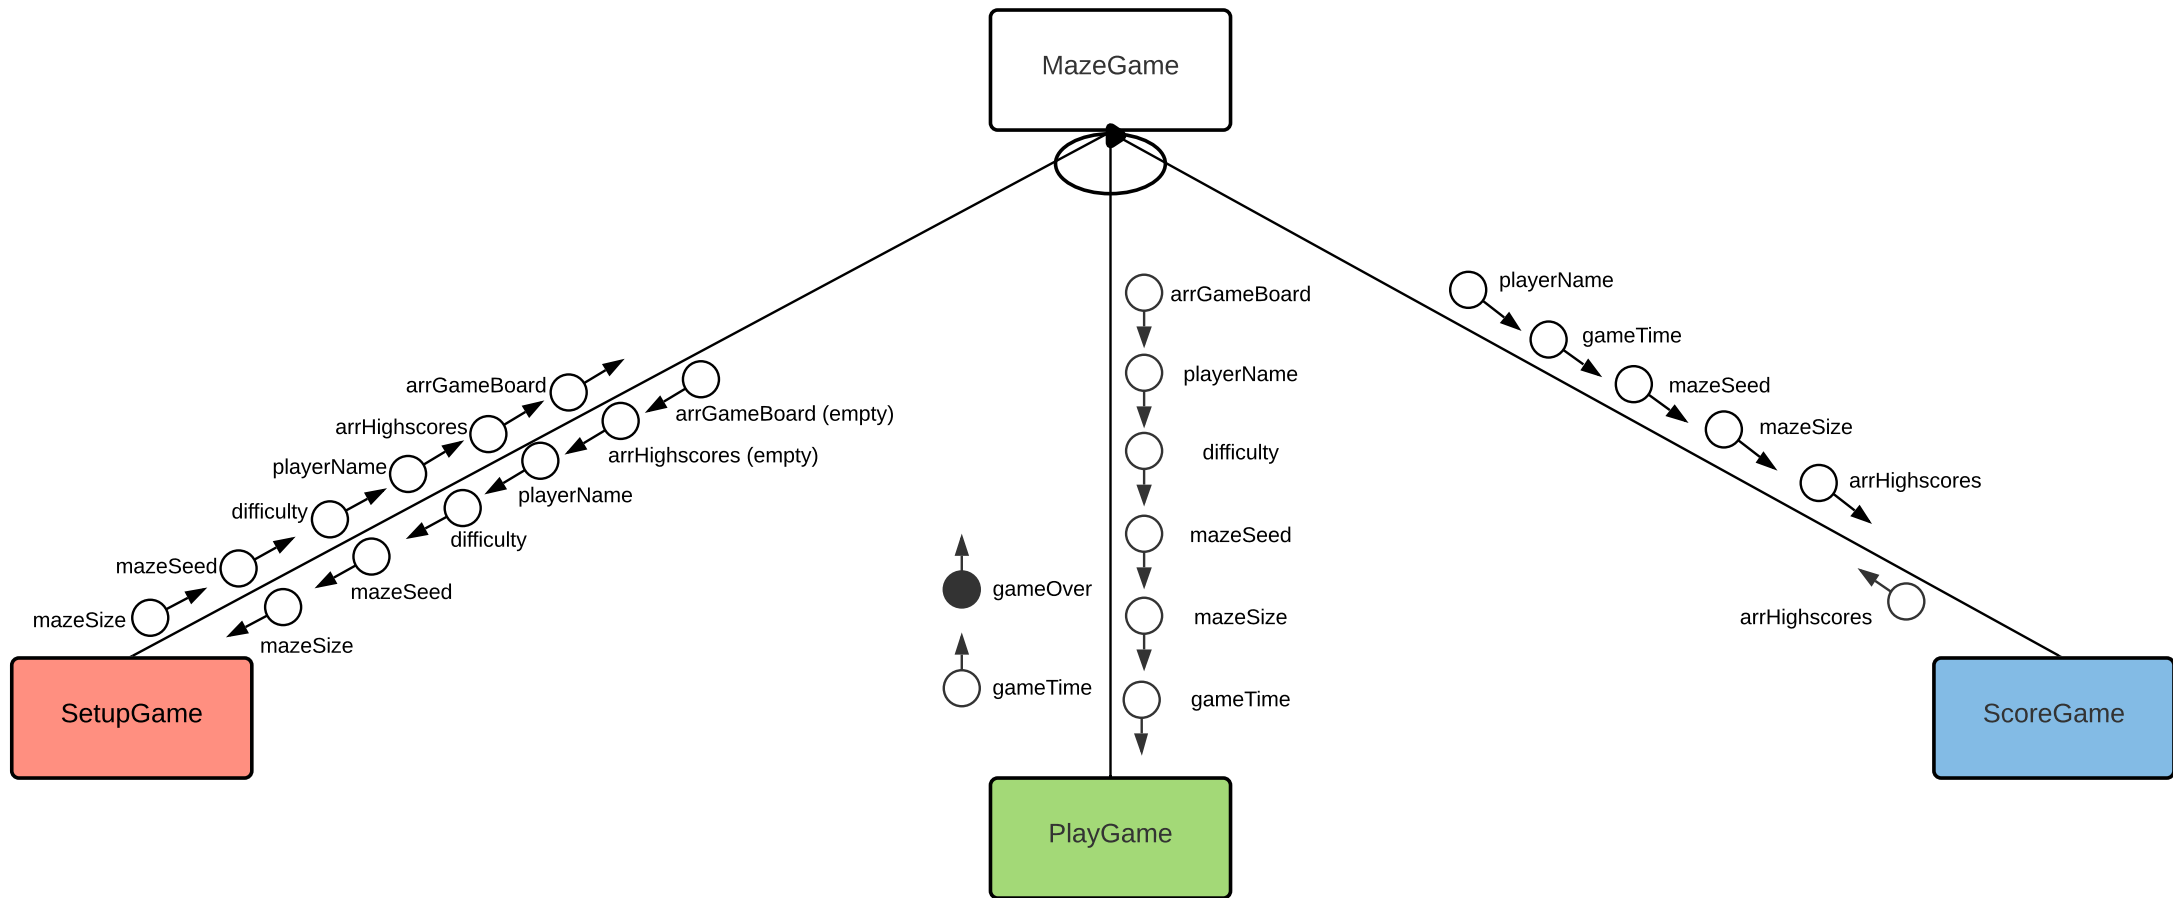 MazeGame
arrGameBoard
arrHighscores
playerName
difficulty
mazeSeed
mazeSize
arrGameBoard (empty)
arrHighscores (empty)
playerName
difficulty
mazeSeed
mazeSize
SetupGame
gameOver
gameTime
arrGameBoard
playerName
difficulty
mazeSeed
mazeSize
gameTime
PlayGame
playerName
gameTime
mazeSeed
mazeSize
arrHighscores
arrHighscores
ScoreGame